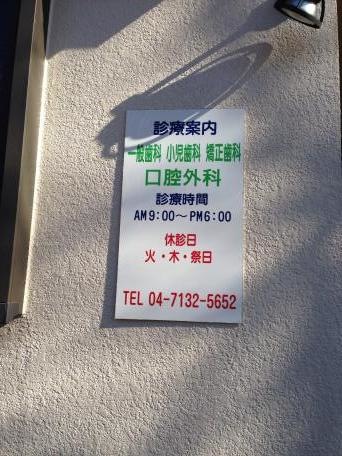 診療案内
一般歯科 小児歯科 矯正歯科
口腔外科
診療時間
AM9:00～PM6:00
休診日
火・木・祭日
TEL 04-7132-5652